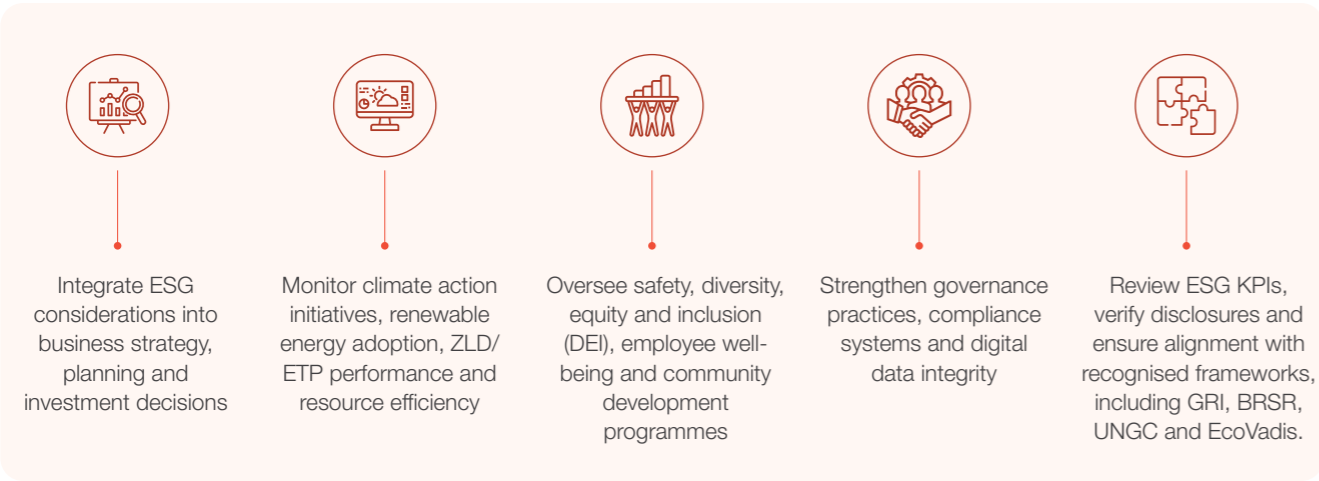 Integrate ESG
considerations into
business strategy,
planning and
investment decisions
Monitor climate action
initiatives, renewable
energy adoption, ZLD/
ETP performance and
resource efficiency
Oversee safety, diversity,
equity and inclusion
(DEI), employee well-
being and community
development
programmes
Strengthen governance
practices, compliance
systems and digital
data integrity
Review ESG KPIs,
verify disclosures and
ensure alignment with
recognised frameworks,
including GRI, BRSR,
UNGC and EcoVadis.